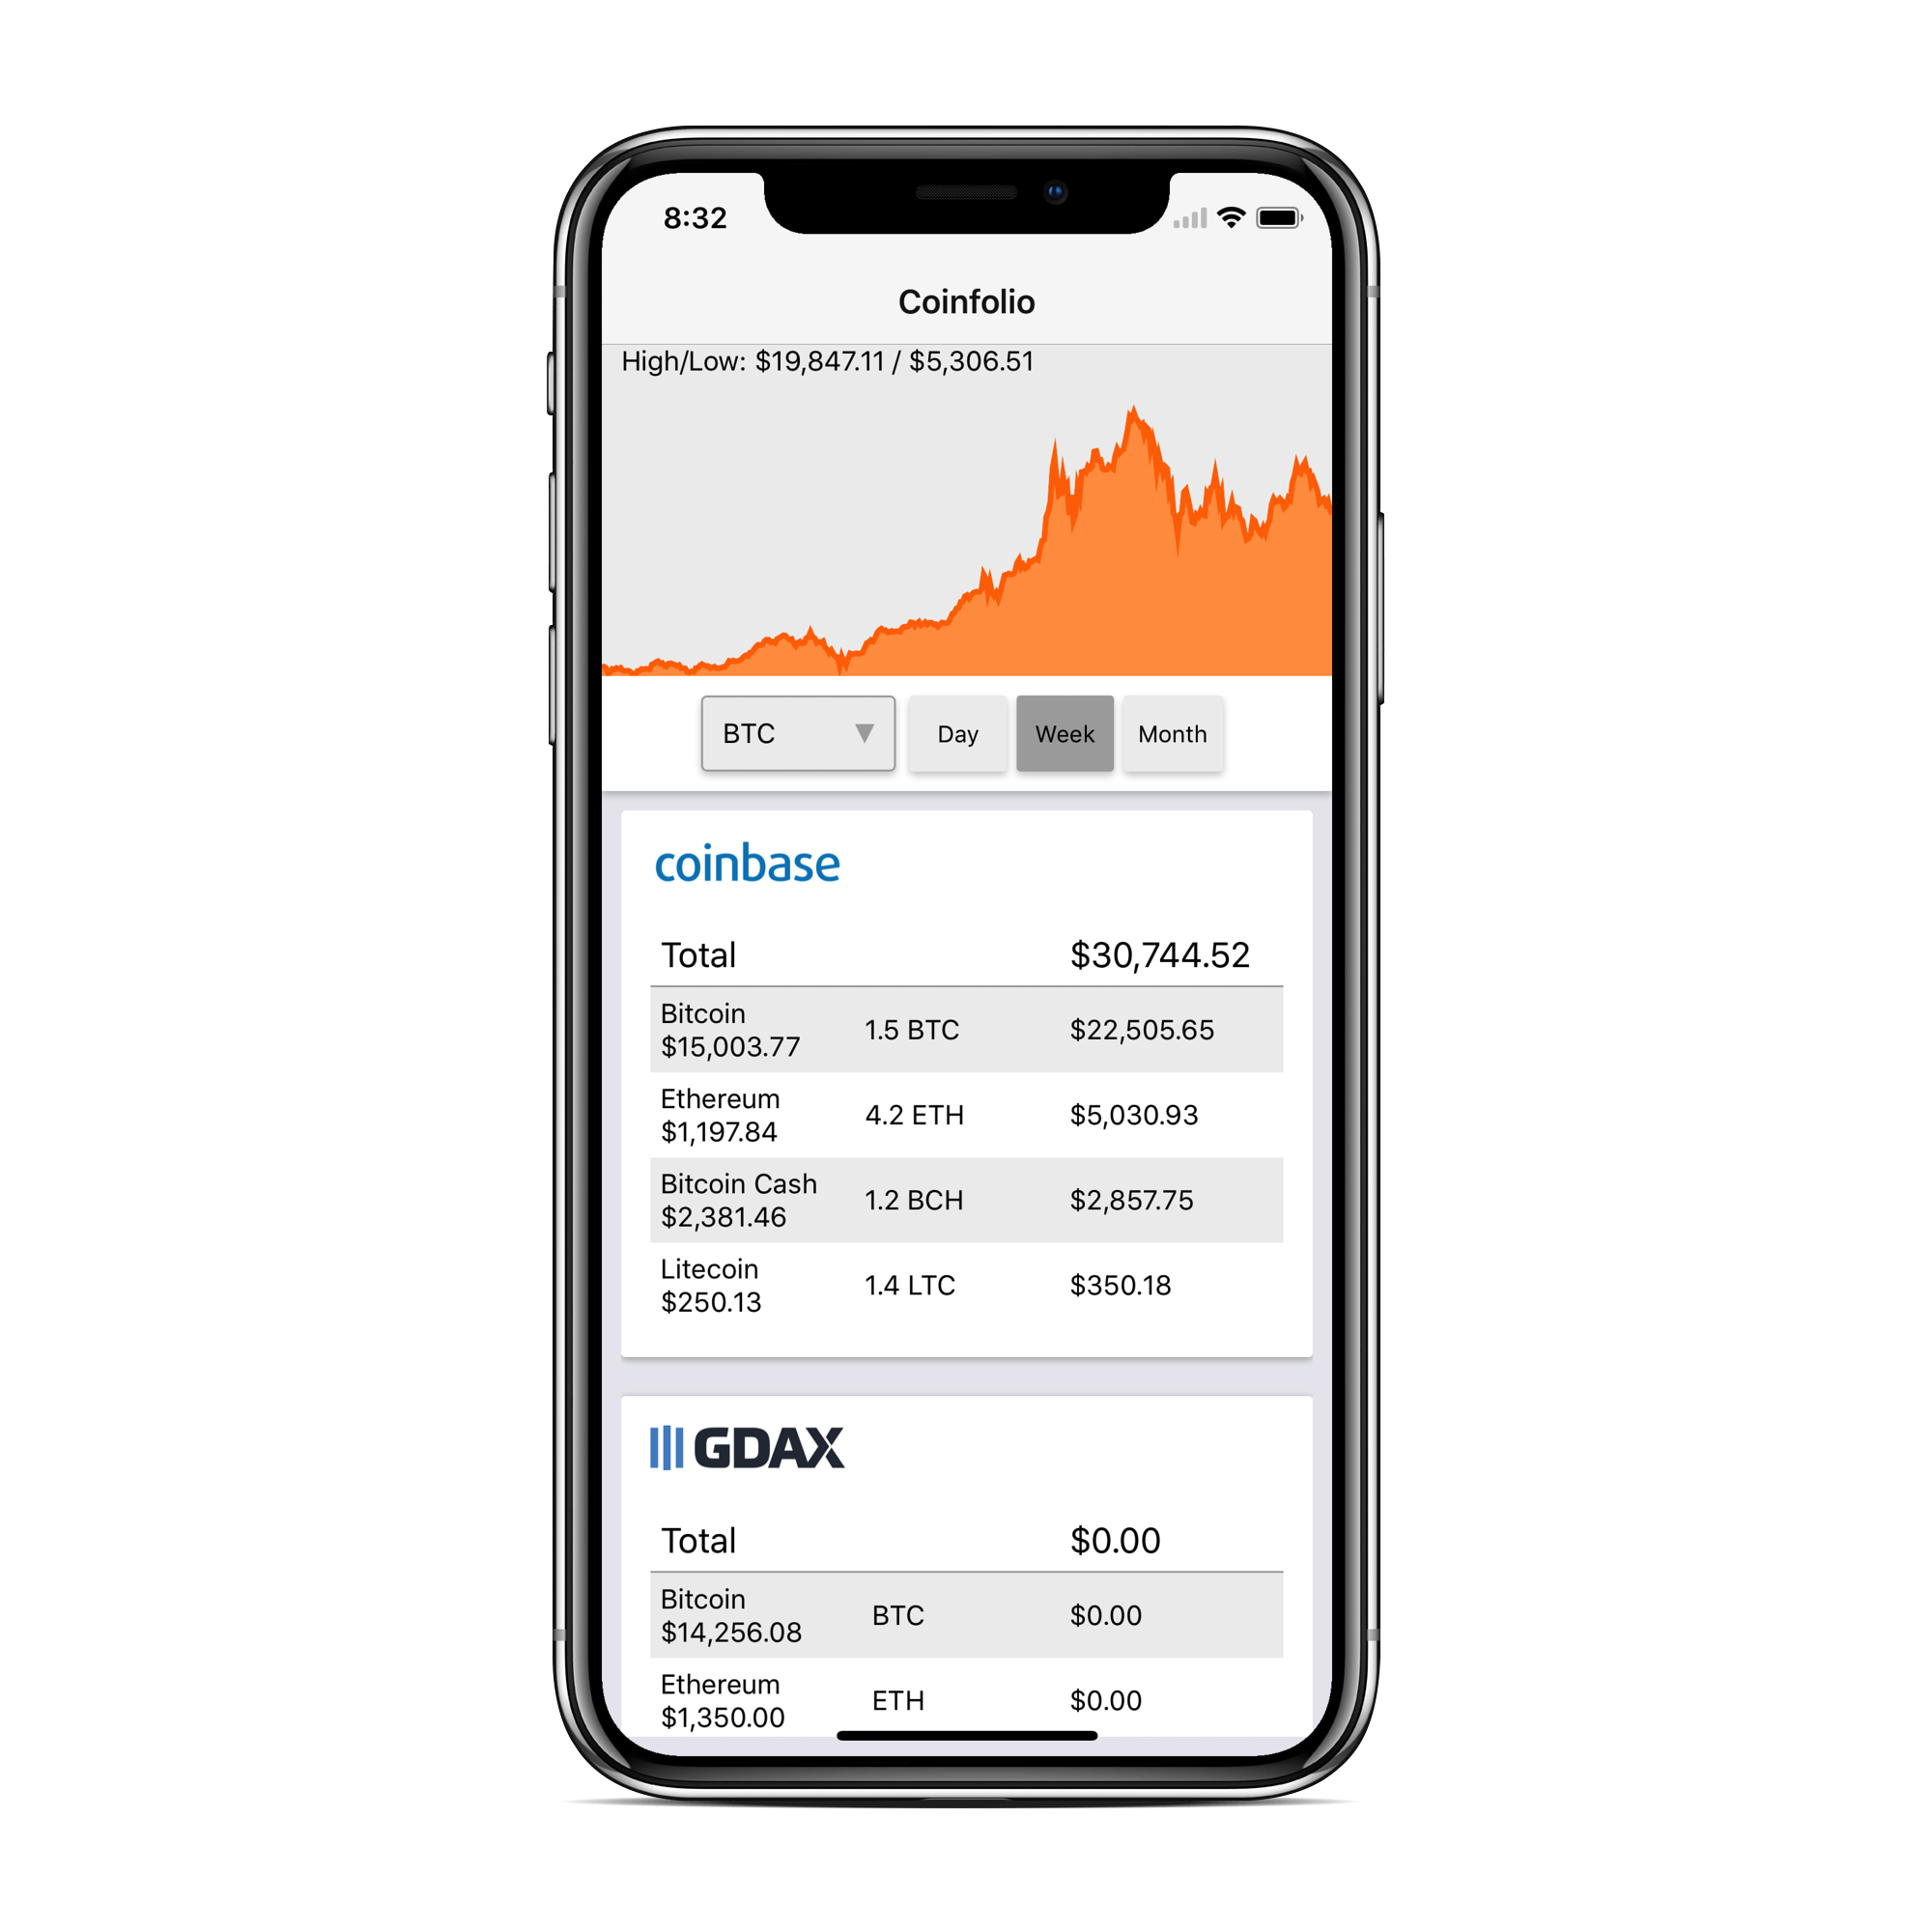 8:32
Coinfolio
High/Low: $19,847.11 / $5,306.51
BTC Day Week Month
coinbase
Total $30,744.52
Bitcoin
$15,003.77 1.5 BTC $22,505.65
Ethereum
$1,197.84 4.2 ETH $5,030.93
Bitcoin Cash
$2,381.46 1.2 BCH $2,857.75
Litecoin
$250.13 1.4 LTC $350.18
GDAX
Total $0.00
Bitcoin
$14,256.08 BTC $0.00
Ethereum
$1,350.00 ETH $0.00